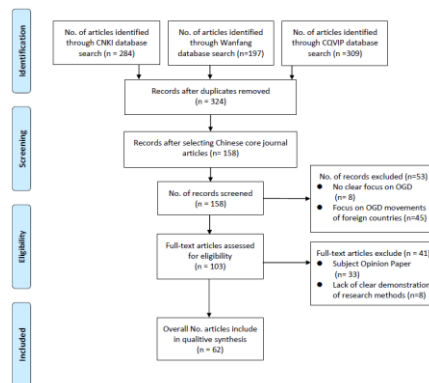 Identification
No. of articles identified
through CNKI database
search (n = 284)
No. of articles identified
through Wanfang
database search (n=197)
No. of articles identified
through CQVIP database
search (n =309)
Records after duplicates removed
(n = 324)
Screening
Records after selecting Chinese core journal
articles (n = 158)
No. of records screened
(n = 158)
No. of records excluded (n=53)
● No clear focus on OGD
(n= 8)
● Focus on OGD movements
of foreign countries (n=45)
Eligibility
Full-text articles assessed
for eligibility
(n = 103)
Full-text articles exclude (n= 41)
● Subject Opinion Paper
(n= 33)
● Lack of clear demonstration
of research methods (n=8)
Included
Overall No. articles include
in qualitive synthesis
(n = 62)